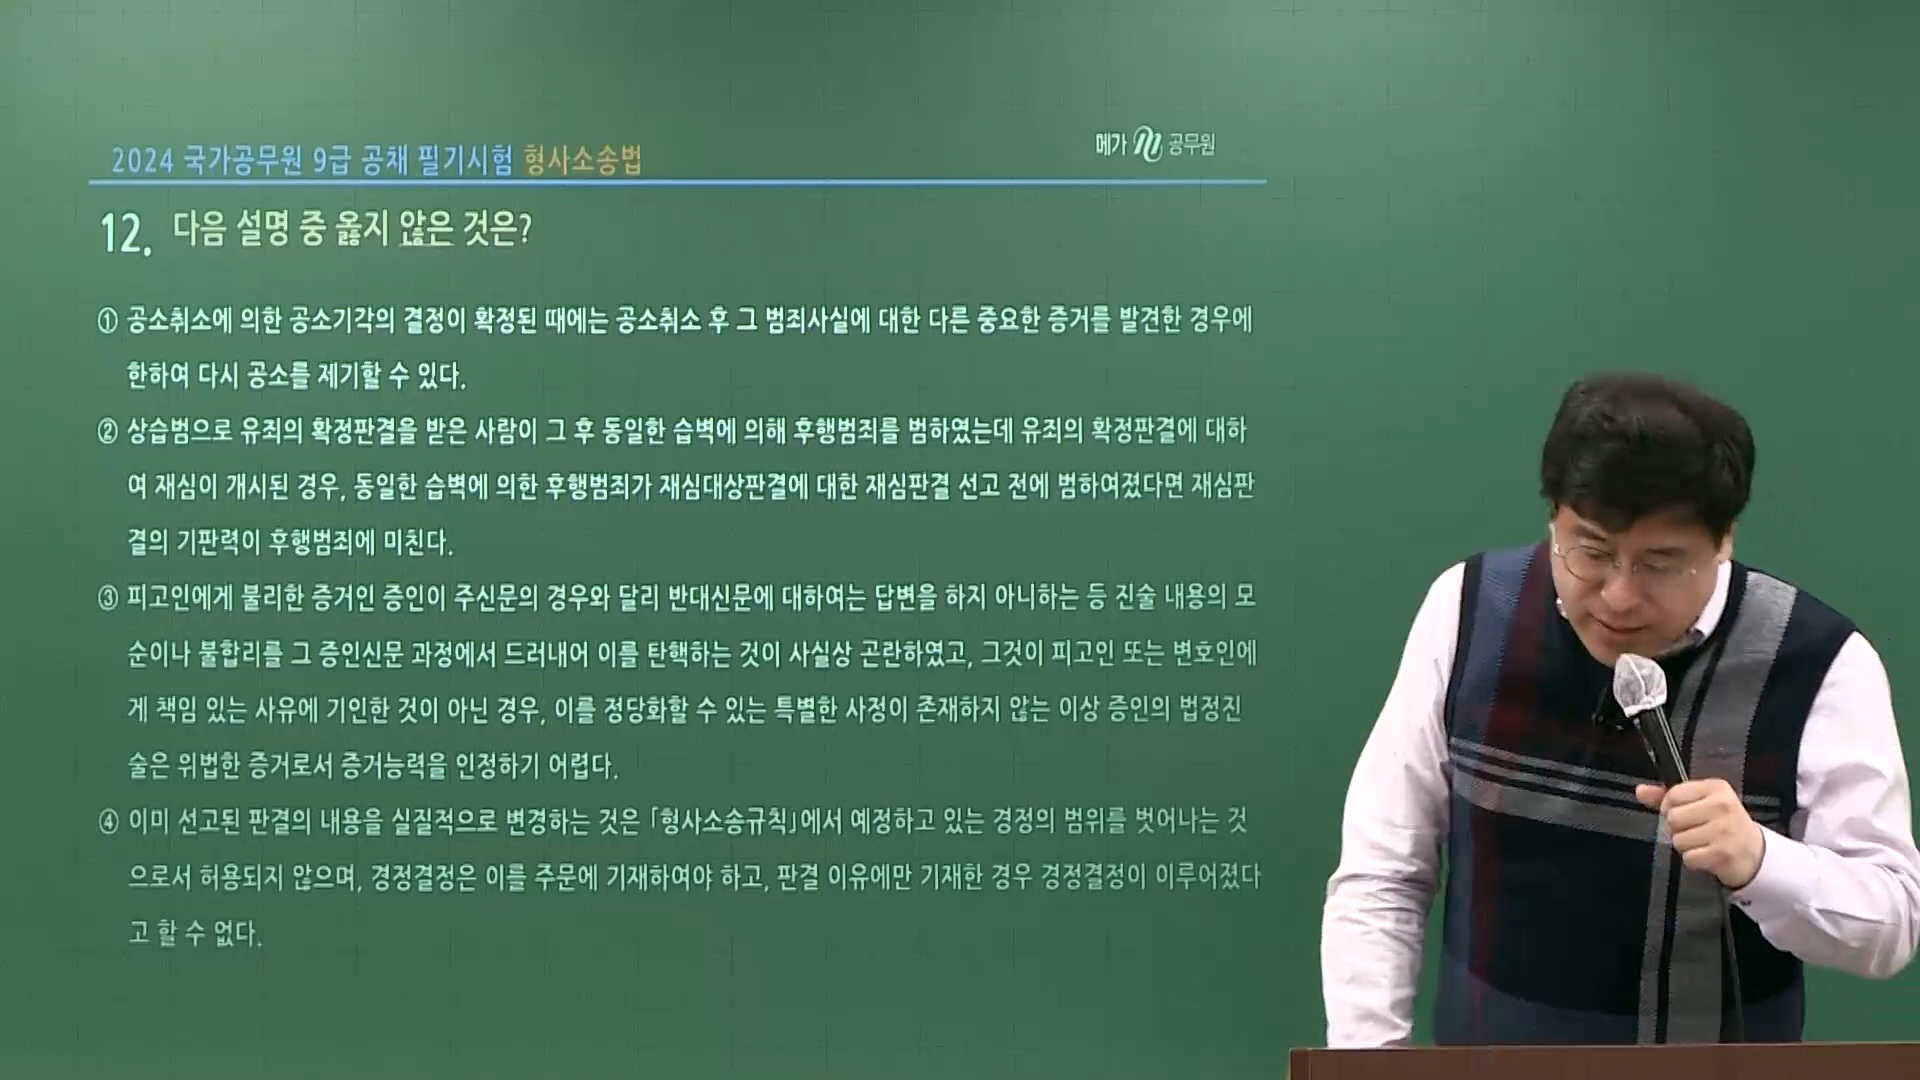 2024 국가공무원 9급 공채 필기시험 형사소송법
메가 공무원
12. 다음 설명 중 옳지 않은 것은?
① 공소취소에 의한 공소기각의 결정이 확정된 때에는 공소취소 후 그 범죄사실에 대한 다른 중요한 증거를 발견한 경우에
한하여 다시 공소를 제기할 수 있다.
② 상습범으로 유죄의 확정판결을 받은 사람이 그 후 동일한 습벽에 의해 후행범죄를 범하였는데 유죄의 확정판결에 대하
여 재심이 개시된 경우, 동일한 습벽에 의한 후행범죄가 재심대상판결에 대한 재심판결 선고 전에 범하여졌다면 재심판
결의 기판력이 후행범죄에 미친다.
③ 피고인에게 불리한 증거인 증인이 주신문의 경우와 달리 반대신문에 대하여는 답변을 하지 아니하는 등 진술 내용의 모
순이나 불합리를 그 증인신문 과정에서 드러내어 이를 탄핵하는 것이 사실상 곤란하였고, 그것이 피고인 또는 변호인에
게 책임 있는 사유에 기인한 것이 아닌 경우, 이를 정당화할 수 있는 특별한 사정이 존재하지 않는 이상 증인의 법정진
술은 위법한 증거로서 증거능력을 인정하기 어렵다.
④ 이미 선고된 판결의 내용을 실질적으로 변경하는 것은 「형사소송규칙」에서 예정하고 있는 경정의 범위를 벗어나는 것
으로서 허용되지 않으며, 경정결정은 이를 주문에 기재하여야 하고, 판결 이유에만 기재한 경우 경정결정이 이루어졌다
고 할 수 없다.